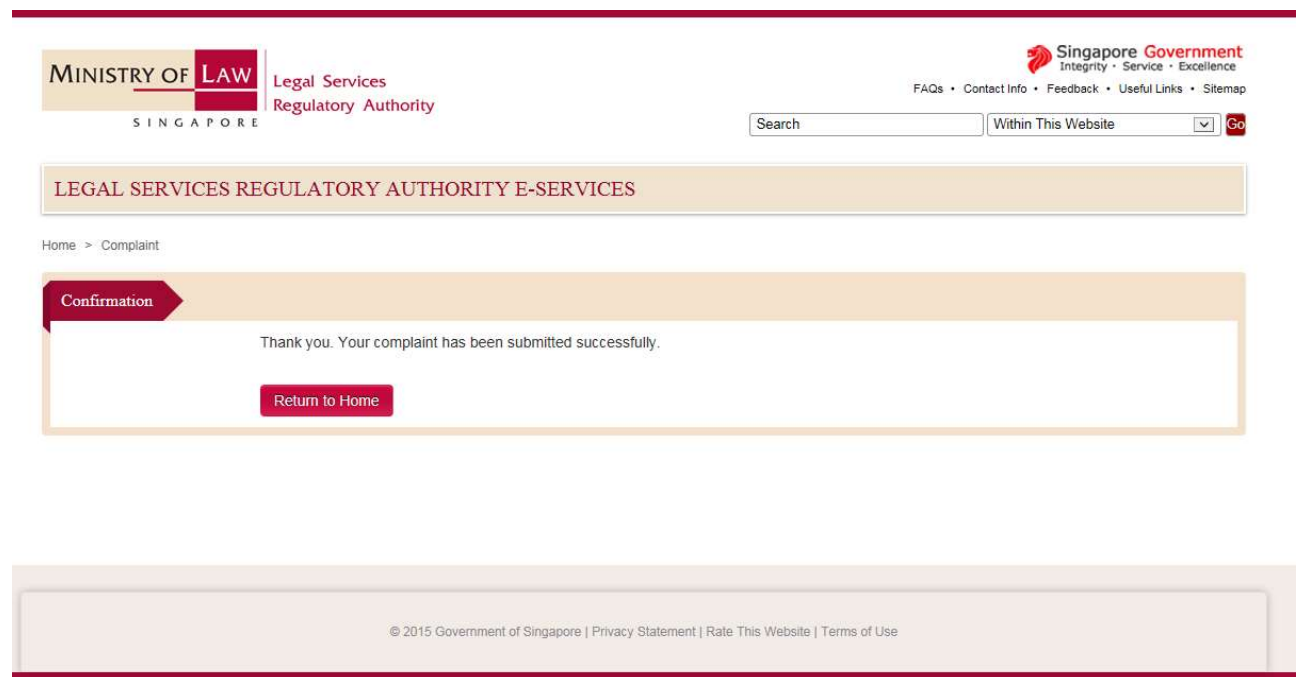 MINISTRY OF LAW
SINGAPORE
Legal Services
Regulatory Authority
Singapore Government
Integrity · Service · Excellence
FAQs • Contact Info • Feedback • Useful Links • Sitemap
Search
Within This Website
Go
LEGAL SERVICES REGULATORY AUTHORITY E-SERVICES
Home > Complaint
Confirmation
Thank you. Your complaint has been submitted successfully.
Return to Home
© 2015 Government of Singapore | Privacy Statement | Rate This Website | Terms of Use